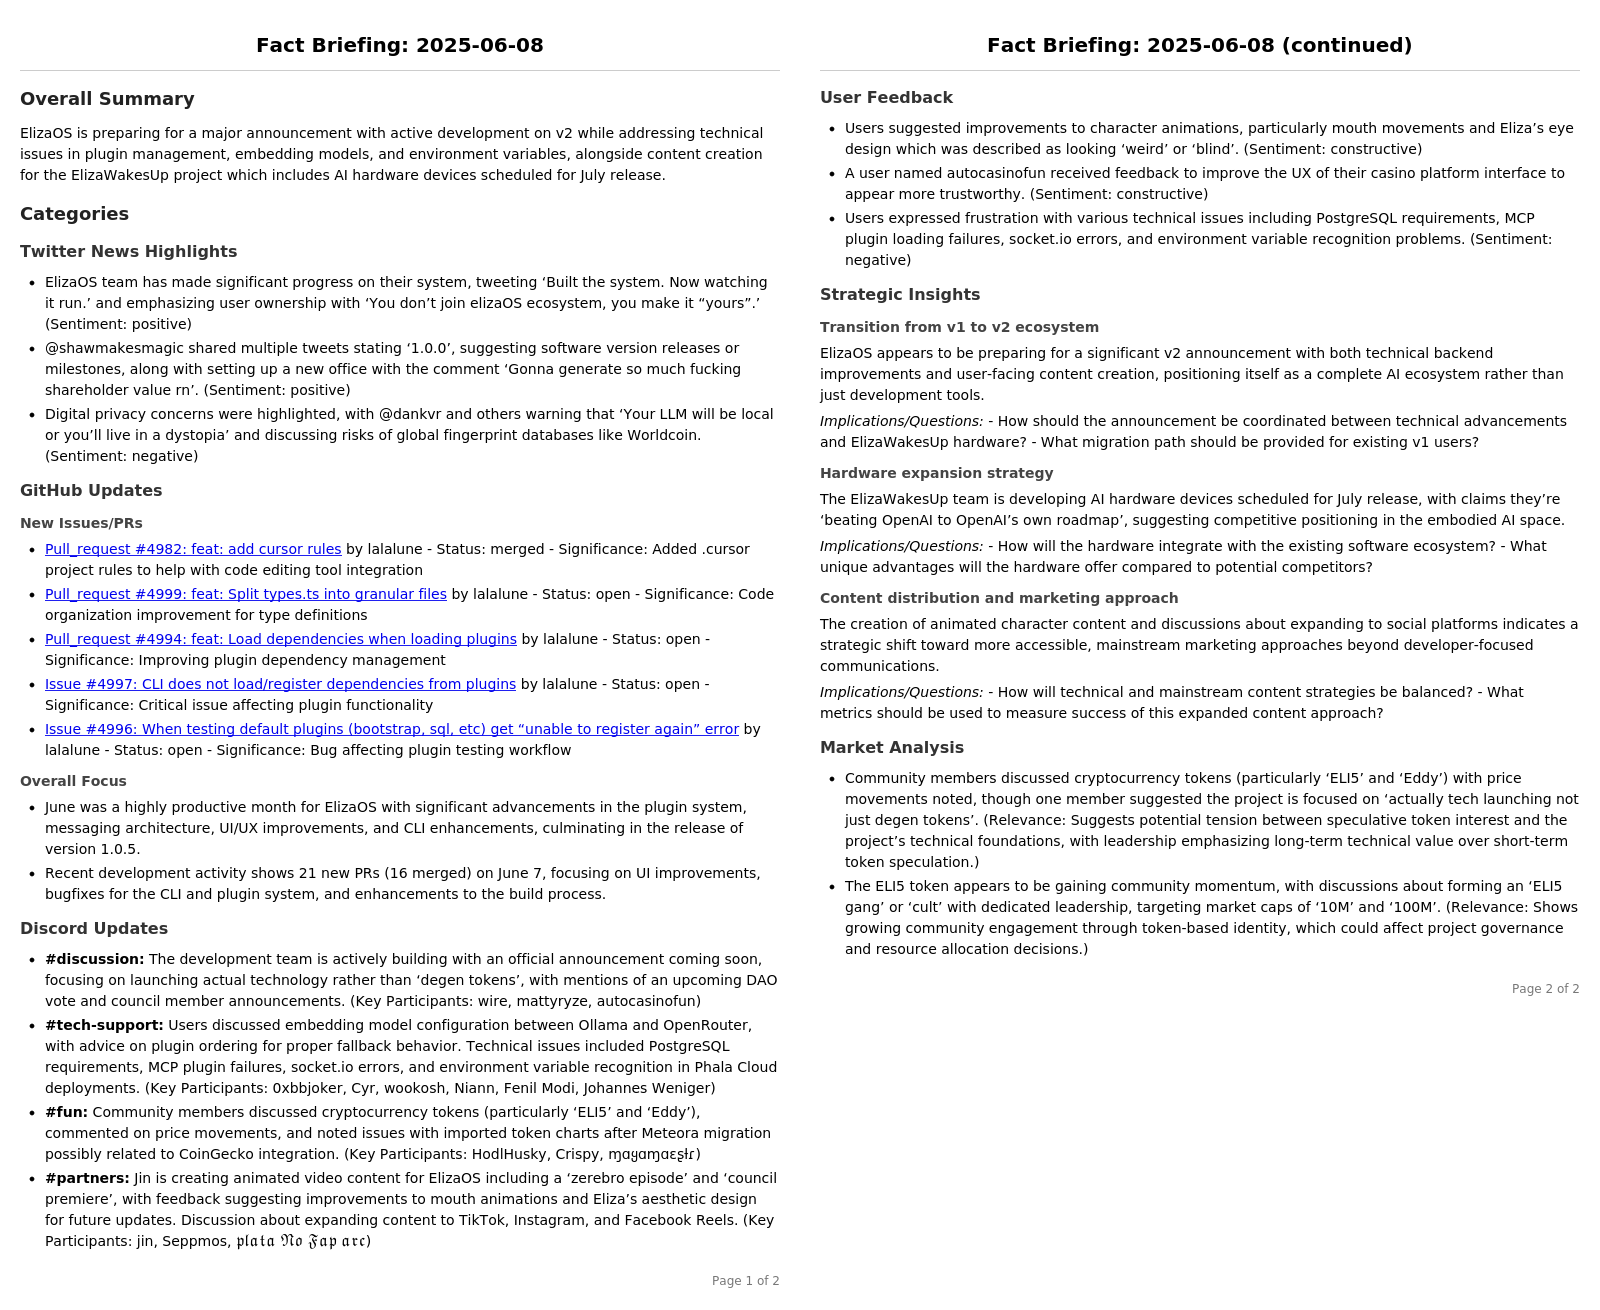 Fact Briefing: 2025-06-08
Overall Summary
ElizaOS is preparing for a major announcement with active development on v2 while addressing technical
issues in plugin management, embedding models, and environment variables, alongside content creation
for the ElizaWakesUp project which includes AI hardware devices scheduled for July release.
Categories
Twitter News Highlights
• ElizaOS team has made significant progress on their system, tweeting ‘Built the system. Now watching
it run.’ and emphasizing user ownership with ‘You don’t join elizaOS ecosystem, you make it “yours”.’
(Sentiment: positive)
• @shawmakesmagic shared multiple tweets stating ‘1.0.0’, suggesting software version releases or
milestones, along with setting up a new office with the comment ‘Gonna generate so much fucking
shareholder value rn’. (Sentiment: positive)
• Digital privacy concerns were highlighted, with @dankvr and others warning that ‘Your LLM will be local
or you’ll live in a dystopia’ and discussing risks of global fingerprint databases like Worldcoin.
(Sentiment: negative)
GitHub Updates
New Issues/PRs
• Pull_request #4982: feat: add cursor rules by lalalune - Status: merged - Significance: Added .cursor
project rules to help with code editing tool integration
• Pull_request #4999: feat: Split types.ts into granular files by lalalune - Status: open - Significance: Code
organization improvement for type definitions
• Pull_request #4994: feat: Load dependencies when loading plugins by lalalune - Status: open -
Significance: Improving plugin dependency management
• Issue #4997: CLI does not load/register dependencies from plugins by lalalune - Status: open -
Significance: Critical issue affecting plugin functionality
• Issue #4996: When testing default plugins (bootstrap, sql, etc) get “unable to register again” error by
lalalune - Status: open - Significance: Bug affecting plugin testing workflow
Overall Focus
• June was a highly productive month for ElizaOS with significant advancements in the plugin system,
messaging architecture, UI/UX improvements, and CLI enhancements, culminating in the release of
version 1.0.5.
• Recent development activity shows 21 new PRs (16 merged) on June 7, focusing on UI improvements,
bugfixes for the CLI and plugin system, and enhancements to the build process.
Discord Updates
• #discussion: The development team is actively building with an official announcement coming soon,
focusing on launching actual technology rather than ‘degen tokens’, with mentions of an upcoming DAO
vote and council member announcements. (Key Participants: wire, mattyryze, autocasinofun)
• #tech-support: Users discussed embedding model configuration between Ollama and OpenRouter,
with advice on plugin ordering for proper fallback behavior. Technical issues included PostgreSQL
requirements, MCP plugin failures, socket.io errors, and environment variable recognition in Phala Cloud
deployments. (Key Participants: 0xbbjoker, Cyr, wookosh, Niann, Fenil Modi, Johannes Weniger)
• #fun: Community members discussed cryptocurrency tokens (particularly ‘ELI5’ and ‘Eddy’),
commented on price movements, and noted issues with imported token charts after Meteora migration
possibly related to CoinGecko integration. (Key Participants: HodlHusky, Crispy, ɱąყąɱąɛʂƚɾ)
• #partners: Jin is creating animated video content for ElizaOS including a ‘zerebro episode’ and ‘council
premiere’, with feedback suggesting improvements to mouth animations and Eliza’s aesthetic design
for future updates. Discussion about expanding content to TikTok, Instagram, and Facebook Reels. (Key
Participants: jin, Seppmos, 𝔭𝔩𝔞𝔱𝔞 𝔑𝔬 𝔉𝔞𝔭 𝔞𝔯𝔠)
Page 1 of 2
Fact Briefing: 2025-06-08 (continued)
User Feedback
• Users suggested improvements to character animations, particularly mouth movements and Eliza’s eye
design which was described as looking ‘weird’ or ‘blind’. (Sentiment: constructive)
• A user named autocasinofun received feedback to improve the UX of their casino platform interface to
appear more trustworthy. (Sentiment: constructive)
• Users expressed frustration with various technical issues including PostgreSQL requirements, MCP
plugin loading failures, socket.io errors, and environment variable recognition problems. (Sentiment:
negative)
Strategic Insights
Transition from v1 to v2 ecosystem
ElizaOS appears to be preparing for a significant v2 announcement with both technical backend
improvements and user-facing content creation, positioning itself as a complete AI ecosystem rather than
just development tools.
Implications/Questions: - How should the announcement be coordinated between technical advancements
and ElizaWakesUp hardware? - What migration path should be provided for existing v1 users?
Hardware expansion strategy
The ElizaWakesUp team is developing AI hardware devices scheduled for July release, with claims they’re
‘beating OpenAI to OpenAI’s own roadmap’, suggesting competitive positioning in the embodied AI space.
Implications/Questions: - How will the hardware integrate with the existing software ecosystem? - What
unique advantages will the hardware offer compared to potential competitors?
Content distribution and marketing approach
The creation of animated character content and discussions about expanding to social platforms indicates a
strategic shift toward more accessible, mainstream marketing approaches beyond developer-focused
communications.
Implications/Questions: - How will technical and mainstream content strategies be balanced? - What
metrics should be used to measure success of this expanded content approach?
Market Analysis
• Community members discussed cryptocurrency tokens (particularly ‘ELI5’ and ‘Eddy’) with price
movements noted, though one member suggested the project is focused on ‘actually tech launching not
just degen tokens’. (Relevance: Suggests potential tension between speculative token interest and the
project’s technical foundations, with leadership emphasizing long-term technical value over short-term
token speculation.)
• The ELI5 token appears to be gaining community momentum, with discussions about forming an ‘ELI5
gang’ or ‘cult’ with dedicated leadership, targeting market caps of ‘10M’ and ‘100M’. (Relevance: Shows
growing community engagement through token-based identity, which could affect project governance
and resource allocation decisions.)
Page 2 of 2